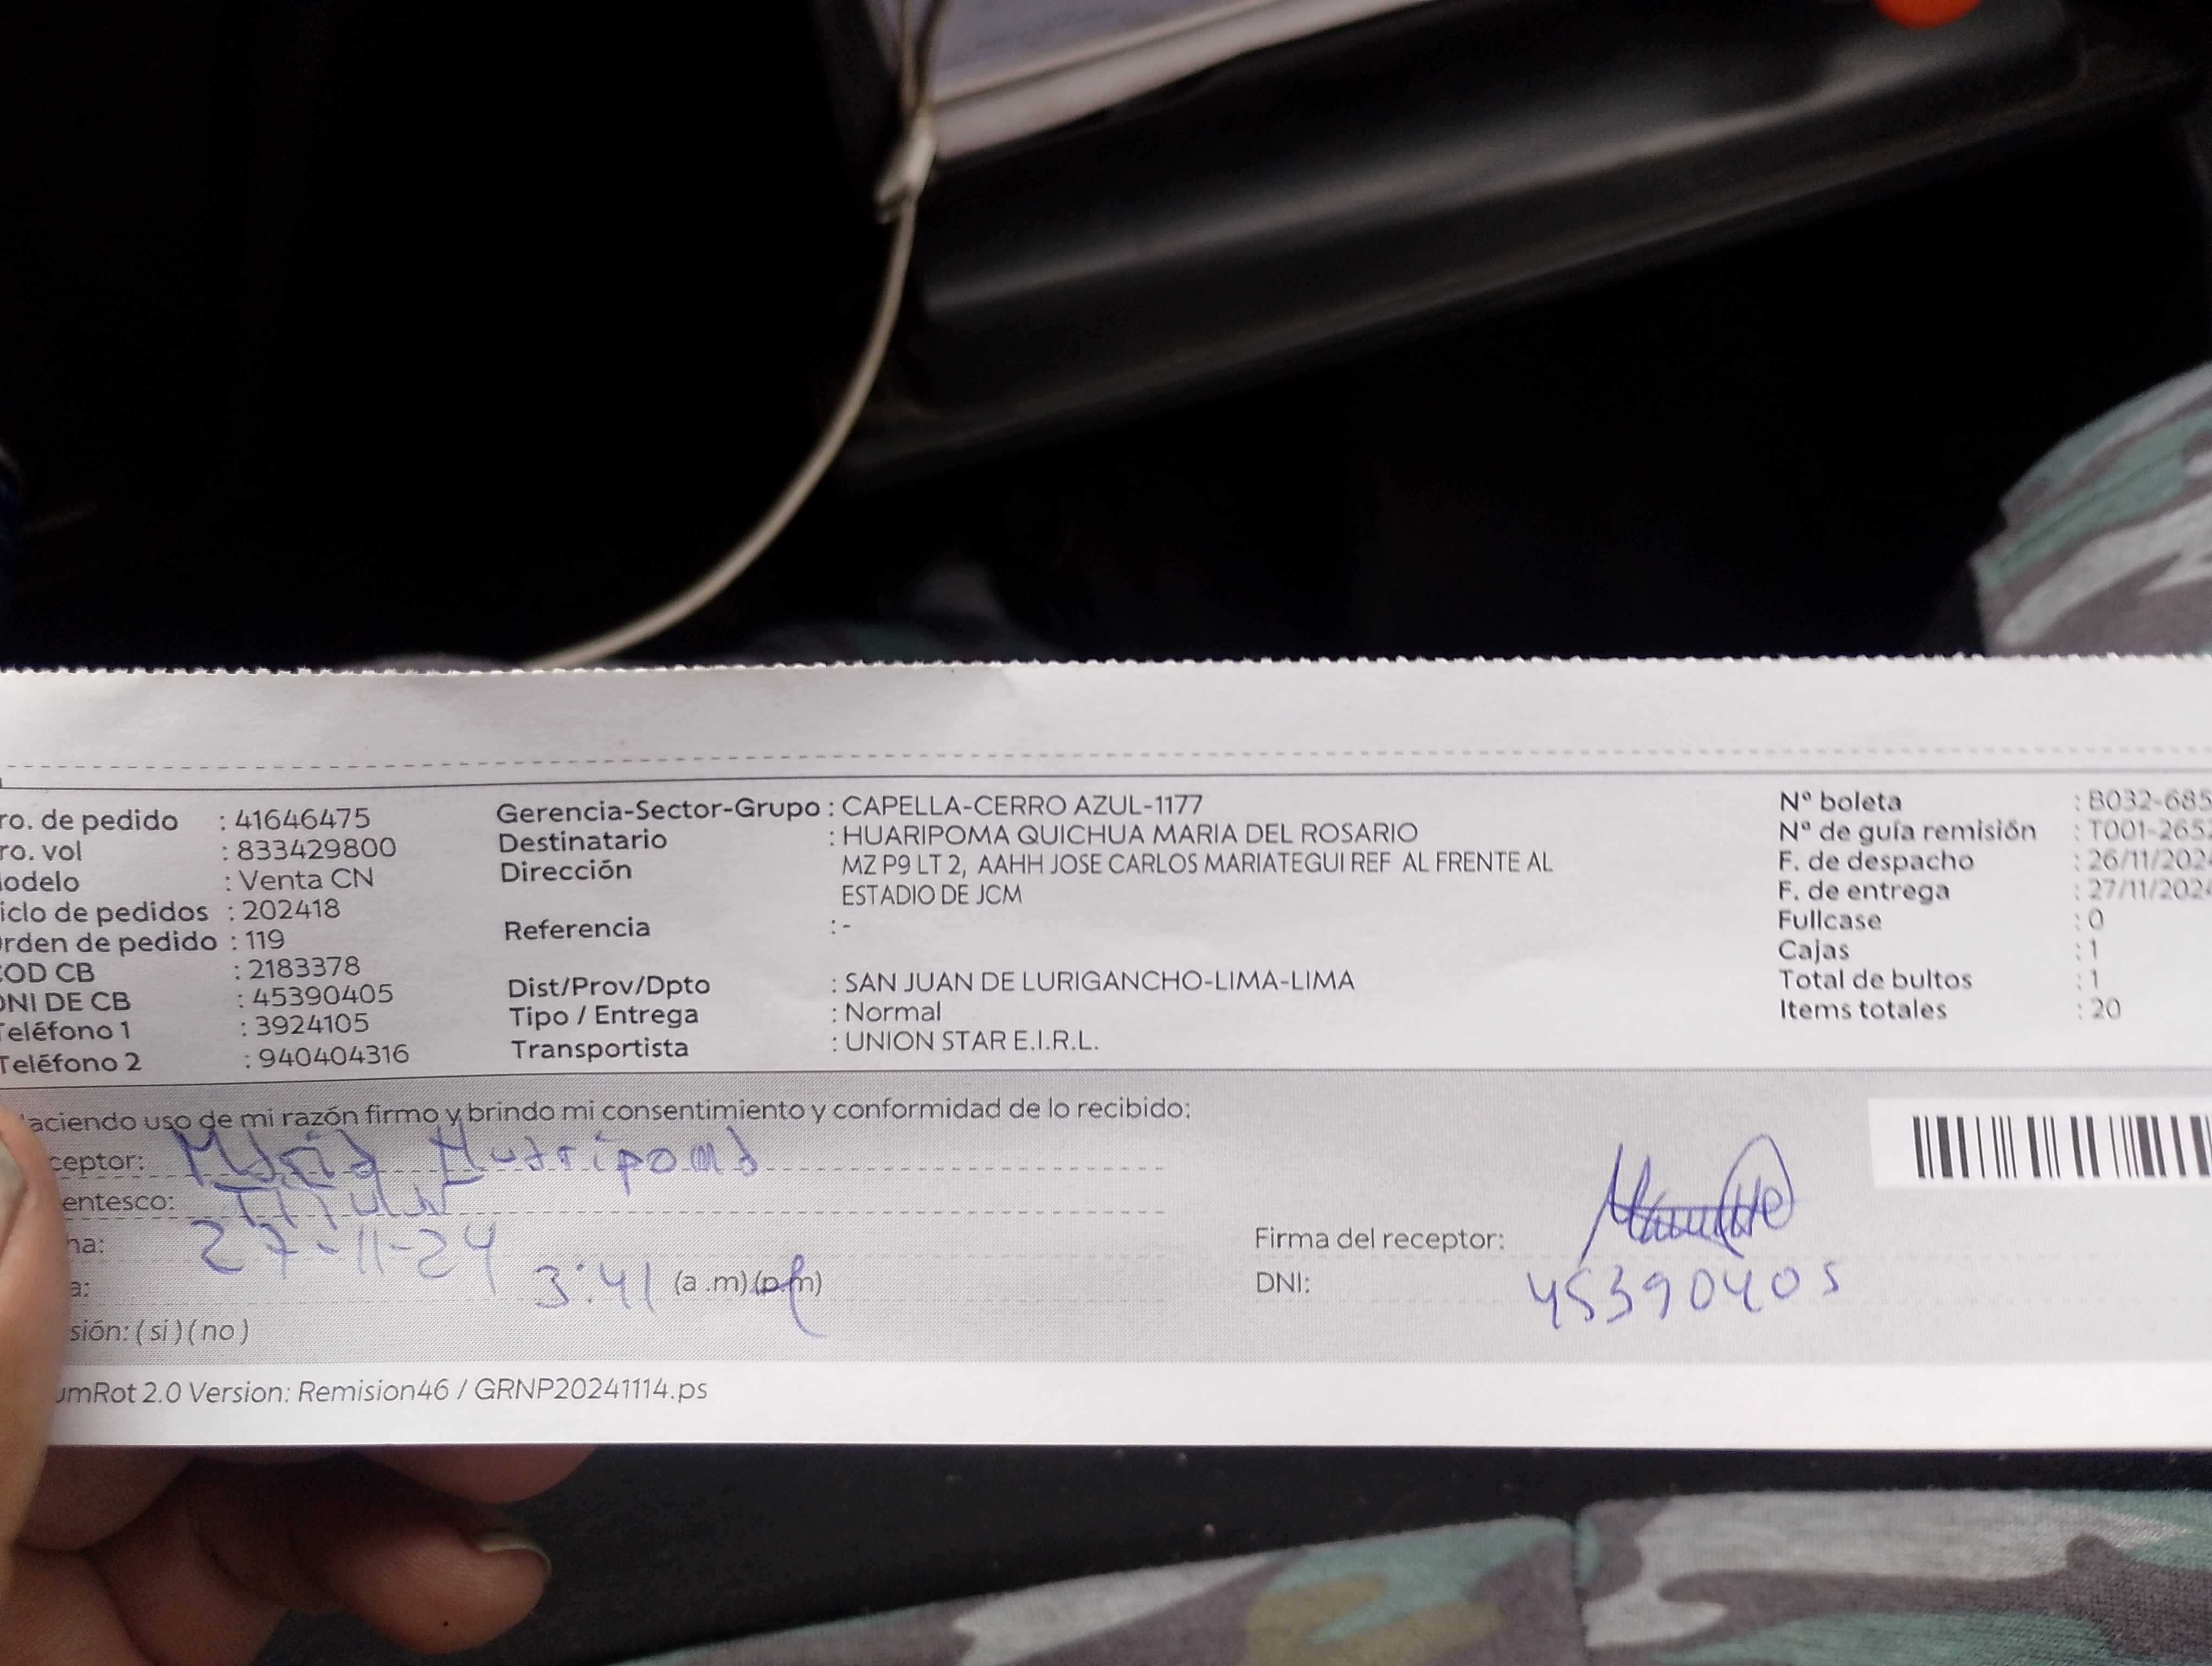 ro. de pedido : 41646475
ro. vol : 833429800
odelo : Venta CN
iclo de pedidos : 202418
rden de pedido : 119
COD CB : 2183378
DNI DE CB : 45390405
Teléfono 1 : 3924105
Teléfono 2 : 940404316
Gerencia-Sector-Grupo : CAPELLA-CERRO AZUL-1177
Destinatario : HUARIPOMA QUICHUA MARIA DEL ROSARIO
Dirección MZ P9 LT 2, AAHH JOSE CARLOS MARIATEGUI REF AL FRENTE AL
ESTADIO DE JCM
Referencia : -
Dist/Prov/Dpto : SAN JUAN DE LURIGANCHO-LIMA-LIMA
Tipo / Entrega : Normal
Transportista : UNION STAR E.I.R.L.
Nº boleta : B032-685
Nº de guía remisión : T001-265
F. de despacho : 26/11/202
F. de entrega : 27/11/202
Fullcase : 0
Cajas : 1
Total de bultos : 1
Items totales : 20
aciendo uso de mi razón firmo y brindo mi consentimiento y conformidad de lo recibido:
ceptor: Maria Huaripoma
entesco: Titular
ha: 27-11-24
a: 3:41 (a.m)(p.m)
sión: (si)(no)
Firma del receptor:
DNI: 45390405
umRot 2.0 Version: Remision46 / GRNP20241114.ps